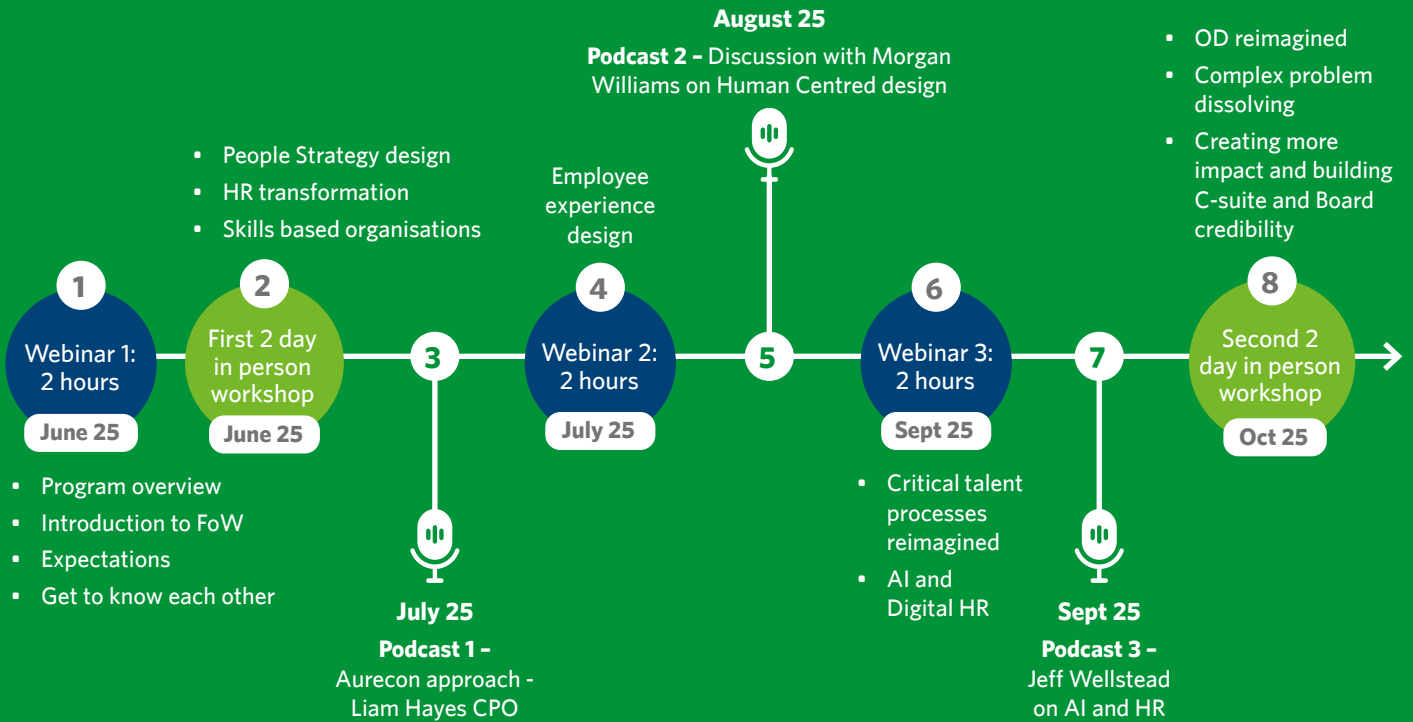 1
Webinar 1:
2 hours
June 25
▪ Program overview
▪ Introduction to FoW
▪ Expectations
▪ Get to know each other
▪ People Strategy design
▪ HR transformation
▪ Skills based organisations
2
First 2 day
in person
workshop
June 25
3
July 25
Podcast 1 –
Aurecon approach -
Liam Hayes CPO
Employee
experience
design
4
Webinar 2:
2 hours
July 25
August 25
Podcast 2 – Discussion with Morgan
Williams on Human Centred design
5
6
Webinar 3:
2 hours
Sept 25
▪ Critical talent
processes
reimagined
▪ AI and
Digital HR
7
Sept 25
Podcast 3 –
Jeff Wellstead
on AI and HR
▪ OD reimagined
▪ Complex problem
dissolving
▪ Creating more
impact and building
C-suite and Board
credibility
8
Second 2
day in person
workshop
Oct 25